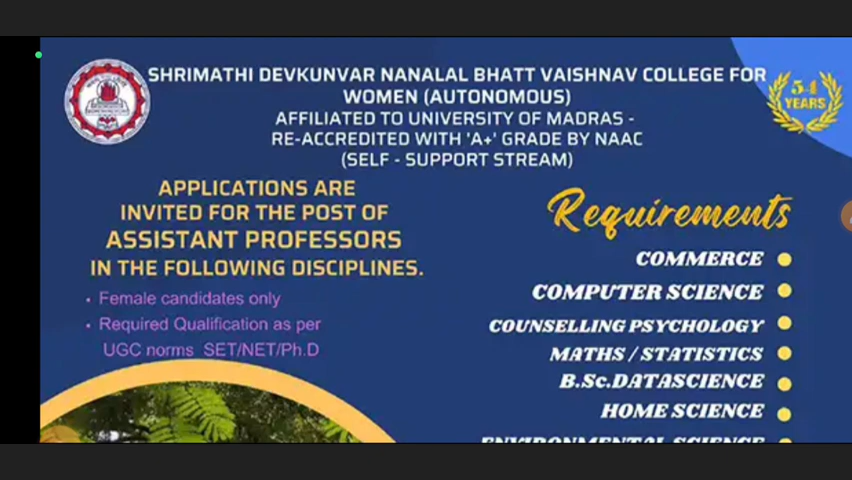 SHRIMATHI DEVKUNVAR NANALAL BHATT VAISHNAV COLLEGE FOR
WOMEN (AUTONOMOUS)
AFFILIATED TO UNIVERSITY OF MADRAS -
RE-ACCREDITED WITH 'A+' GRADE BY NAAC
(SELF - SUPPORT STREAM)
54
YEARS
APPLICATIONS ARE
INVITED FOR THE POST OF
ASSISTANT PROFESSORS
IN THE FOLLOWING DISCIPLINES.
• Female candidates only
• Required Qualification as per
UGC norms SET/NET/Ph.D
Requirements
COMMERCE
COMPUTER SCIENCE
COUNSELLING PSYCHOLOGY
MATHS / STATISTICS
B.Sc.DATASCIENCE
HOME SCIENCE
ENVIRONMENTAL SCIENCE